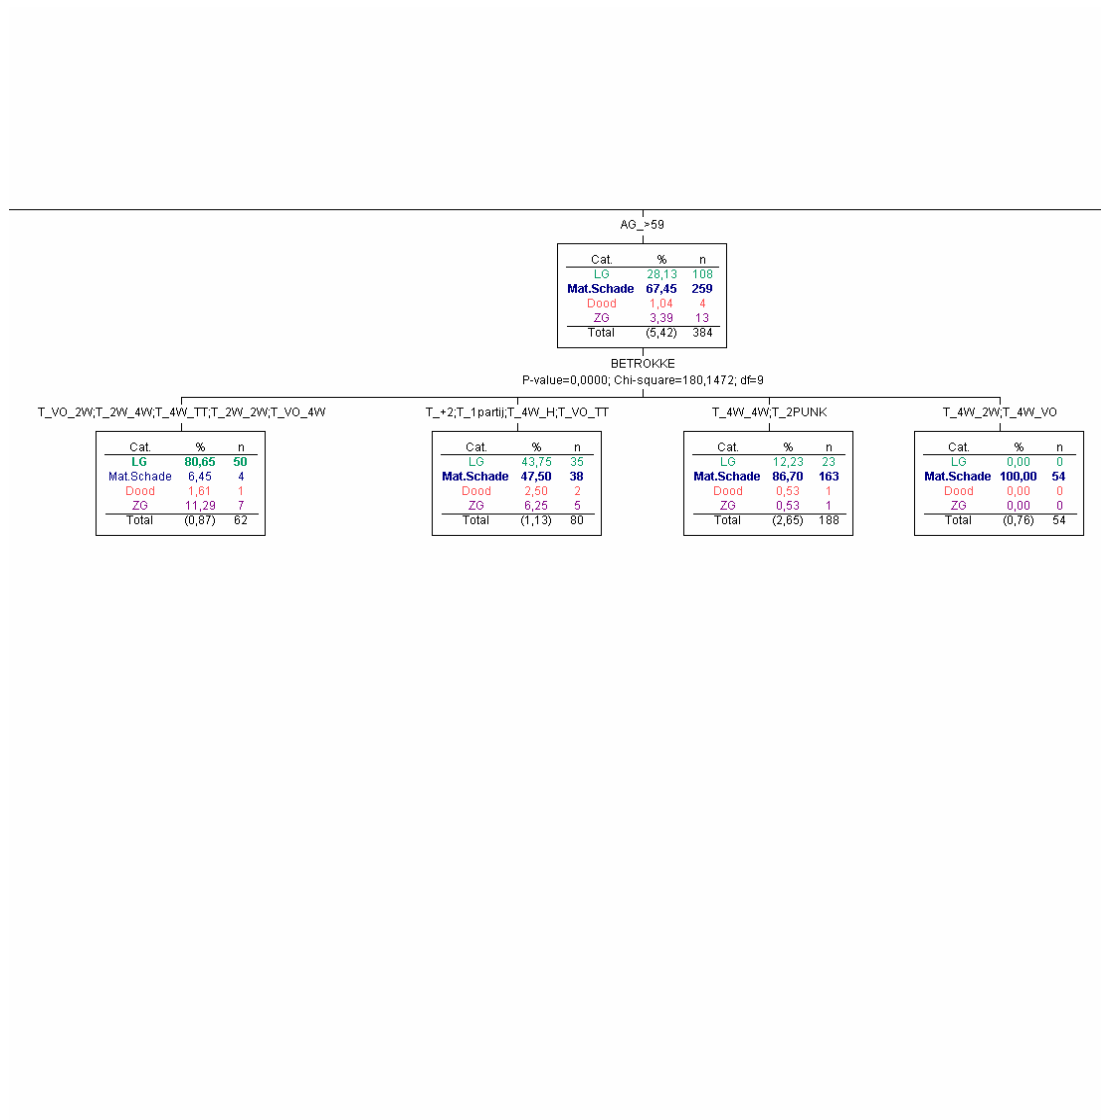 AG_>59
Cat. % n
LG 28,13 108
Mat.Schade 67,45 259
Dood 1,04 4
ZG 3,39 13
Total (5,42) 384
BETROKKE
P-value=0,0000; Chi-square=180,1472; df=9
T_VO_2W;T_2W_4W;T_4W_TT;T_2W_2W;T_VO_4W
Cat. % n
LG 80,65 50
Mat.Schade 6,45 4
Dood 1,61 1
ZG 11,29 7
Total (0,87) 62
T_+2;T_1partij;T_4W_H;T_VO_TT
Cat. % n
LG 43,75 35
Mat.Schade 47,50 38
Dood 2,50 2
ZG 6,25 5
Total (1,13) 80
T_4W_4W;T_2PUNK
Cat. % n
LG 12,23 23
Mat.Schade 86,70 163
Dood 0,53 1
ZG 0,53 1
Total (2,65) 188
T_4W_2W;T_4W_VO
Cat. % n
LG 0,00 0
Mat.Schade 100,00 54
Dood 0,00 0
ZG 0,00 0
Total (0,76) 54